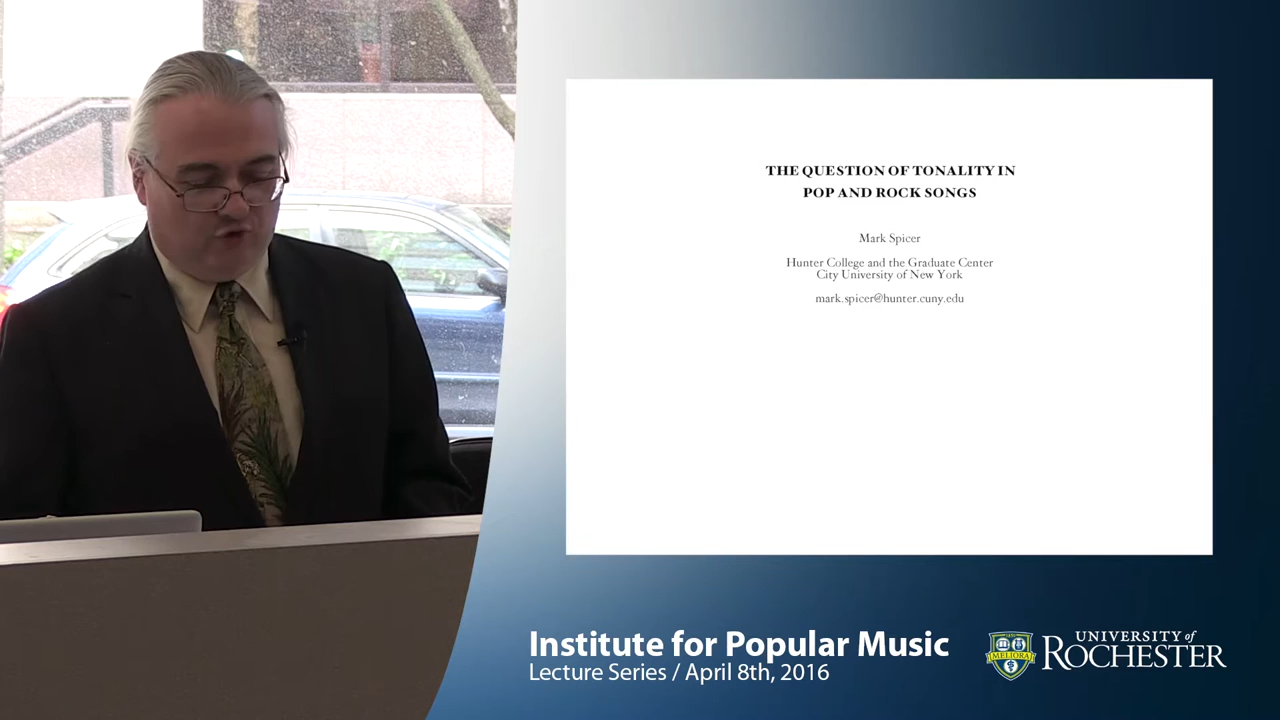 THE QUESTION OF TONALITY IN
POP AND ROCK SONGS
Mark Spicer
Hunter College and the Graduate Center
City University of New York
mark.spicer@hunter.cuny.edu
Institute for Popular Music
Lecture Series / April 8th, 2016
MELIORA
UNIVERSITY of
ROCHESTER